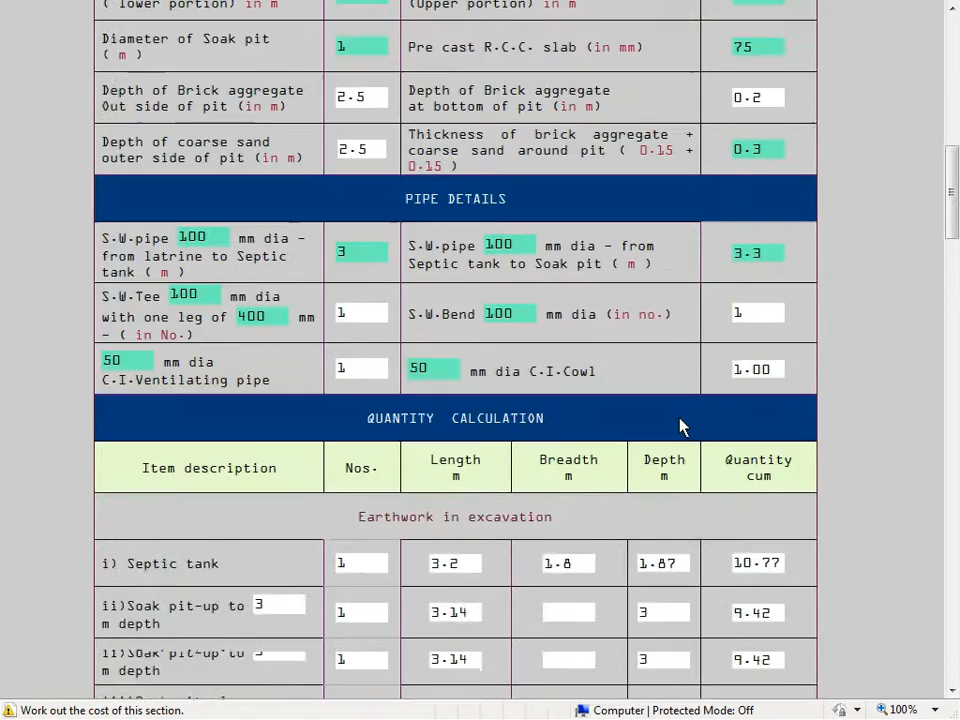 ( lower portion) in m (Upper portion) in m
Diameter of Soak pit ( m ) 1 Pre cast R.C.C. slab (in mm) 75
Depth of Brick aggregate Out side of pit (in m) 2.5 Depth of Brick aggregate at bottom of pit (in m) 0.2
Depth of coarse sand outer side of pit (in m) 2.5 Thickness of brick aggregate + coarse sand around pit ( 0.15 + 0.15 ) 0.3
PIPE DETAILS
S.W.pipe 100 mm dia - from latrine to Septic tank ( m ) 3 S.W.pipe 100 mm dia - from Septic tank to Soak pit ( m ) 3.3
S.W.Tee 100 mm dia with one leg of 400 mm - ( in No.) 1 S.W.Bend 100 mm dia (in no.) 1
50 mm dia C.I.Ventilating pipe 1 50 mm dia C.I.Cowl 1.00
QUANTITY CALCULATION
Item description Nos. Length m Breadth m Depth m Quantity cum
Earthwork in excavation
i) Septic tank 1 3.2 1.8 1.87 10.77
ii)Soak pit-up to 3 m depth 1 3.14 3 9.42
m depth 1 3.14 3 9.42
Work out the cost of this section. Computer | Protected Mode: Off 100%